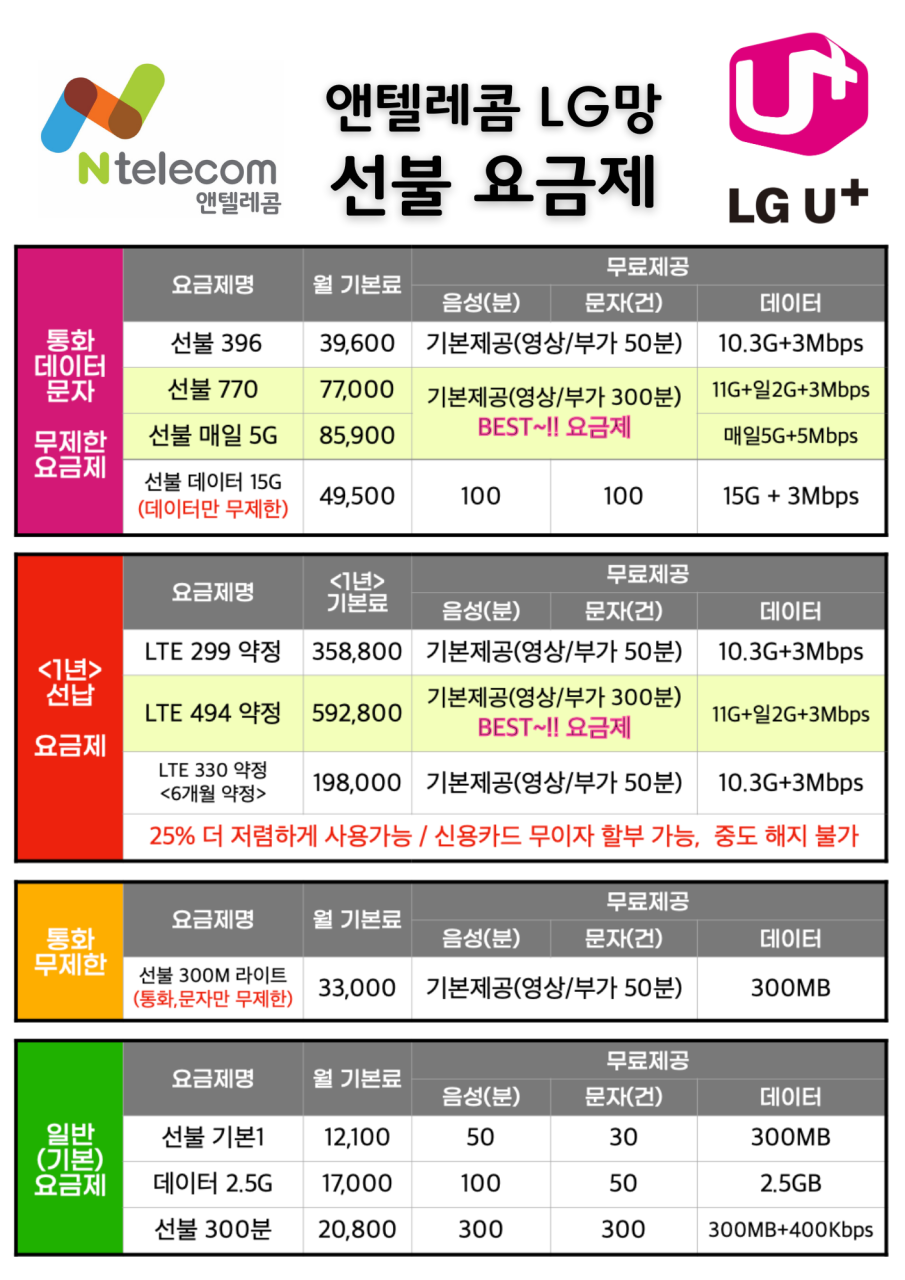 Ntelecom
앤텔레콤
앤텔레콤 LG망
선불 요금제
U+
LG U+
통화
데이터
문자
무제한
요금제
요금제명 월 기본료 무료제공
음성(분) 문자(건) 데이터
선불 396 39,600 기본제공(영상/부가 50분) 10.3G+3Mbps
선불 770 77,000 기본제공(영상/부가 300분) 11G+일2G+3Mbps
BEST~!! 요금제
선불 매일 5G 85,900 매일5G+5Mbps
선불 데이터 15G
(데이터만 무제한) 49,500 100 100 15G + 3Mbps
<1년>
선납
요금제
요금제명 <1년>
기본료 무료제공
음성(분) 문자(건) 데이터
LTE 299 약정 358,800 기본제공(영상/부가 50분) 10.3G+3Mbps
LTE 494 약정 592,800 기본제공(영상/부가 300분) 11G+일2G+3Mbps
BEST~!! 요금제
LTE 330 약정
<6개월 약정> 198,000 기본제공(영상/부가 50분) 10.3G+3Mbps
25% 더 저렴하게 사용가능 / 신용카드 무이자 할부 가능, 중도 해지 불가
통화
무제한
요금제명 월 기본료 무료제공
음성(분) 문자(건) 데이터
선불 300M 라이트
(통화,문자만 무제한) 33,000 기본제공(영상/부가 50분) 300MB
일반
(기본)
요금제
요금제명 월 기본료 무료제공
음성(분) 문자(건) 데이터
선불 기본1 12,100 50 30 300MB
데이터 2.5G 17,000 100 50 2.5GB
선불 300분 20,800 300 300 300MB+400Kbps